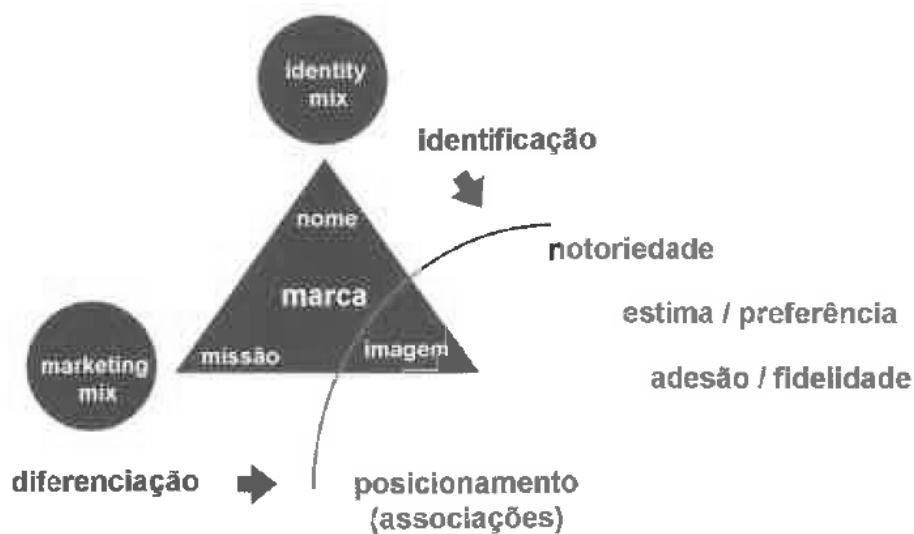 identity
mix
identificação
nome
notoriedade
marca
estima / preferência
missão
imagem
marketing
mix
adesão / fidelidade
diferenciação
posicionamento
(associações)